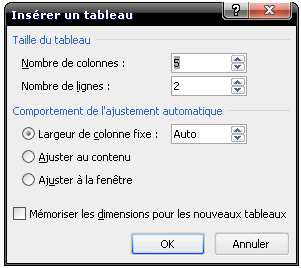 Insérer un tableau
Taille du tableau
Nombre de colonnes : 5
Nombre de lignes : 2
Comportement de l'ajustement automatique
Largeur de colonne fixe : Auto
Ajuster au contenu
Ajuster à la fenêtre
Mémoriser les dimensions pour les nouveaux tableaux
OK Annuler